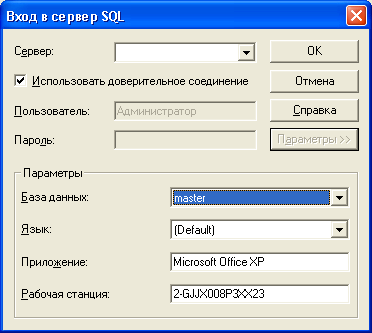 Вход в сервер SQL
Сервер:
OK
Использовать доверительное соединение
Отмена
Пользователь: Администратор
Справка
Пароль:
Параметры >>
Параметры
База данных: master
Язык: (Default)
Приложение: Microsoft Office XP
Рабочая станция: 2-GJJX008P3XX23